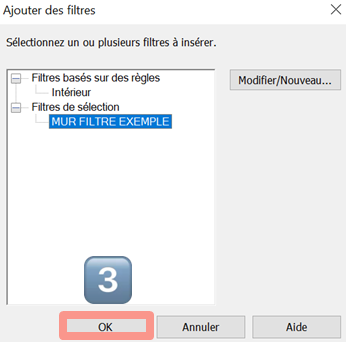 Ajouter des filtres
Sélectionnez un ou plusieurs filtres à insérer.
Filtres basés sur des règles
Intérieur
Filtres de sélection
MUR FILTRE EXEMPLE
Modifier/Nouveau...
3
OK
Annuler
Aide